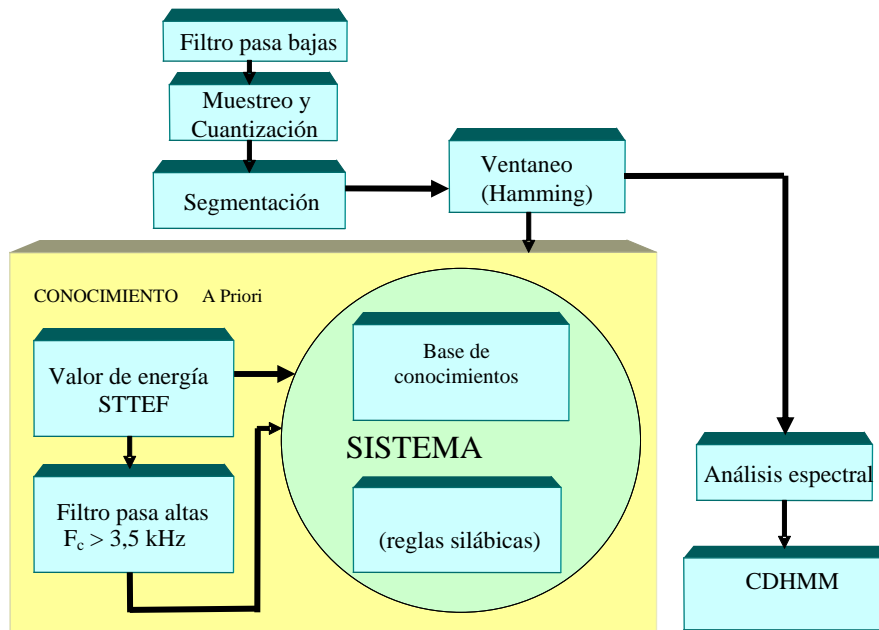 Filtro pasa bajas
Muestreo y
Cuantización
Segmentación
Ventaneo
(Hamming)
CONOCIMIENTO A Priori
Valor de energía
STTEF
Filtro pasa altas
Fc > 3,5 kHz
Base de
conocimientos
SISTEMA
(reglas silábicas)
Análisis espectral
CDHMM